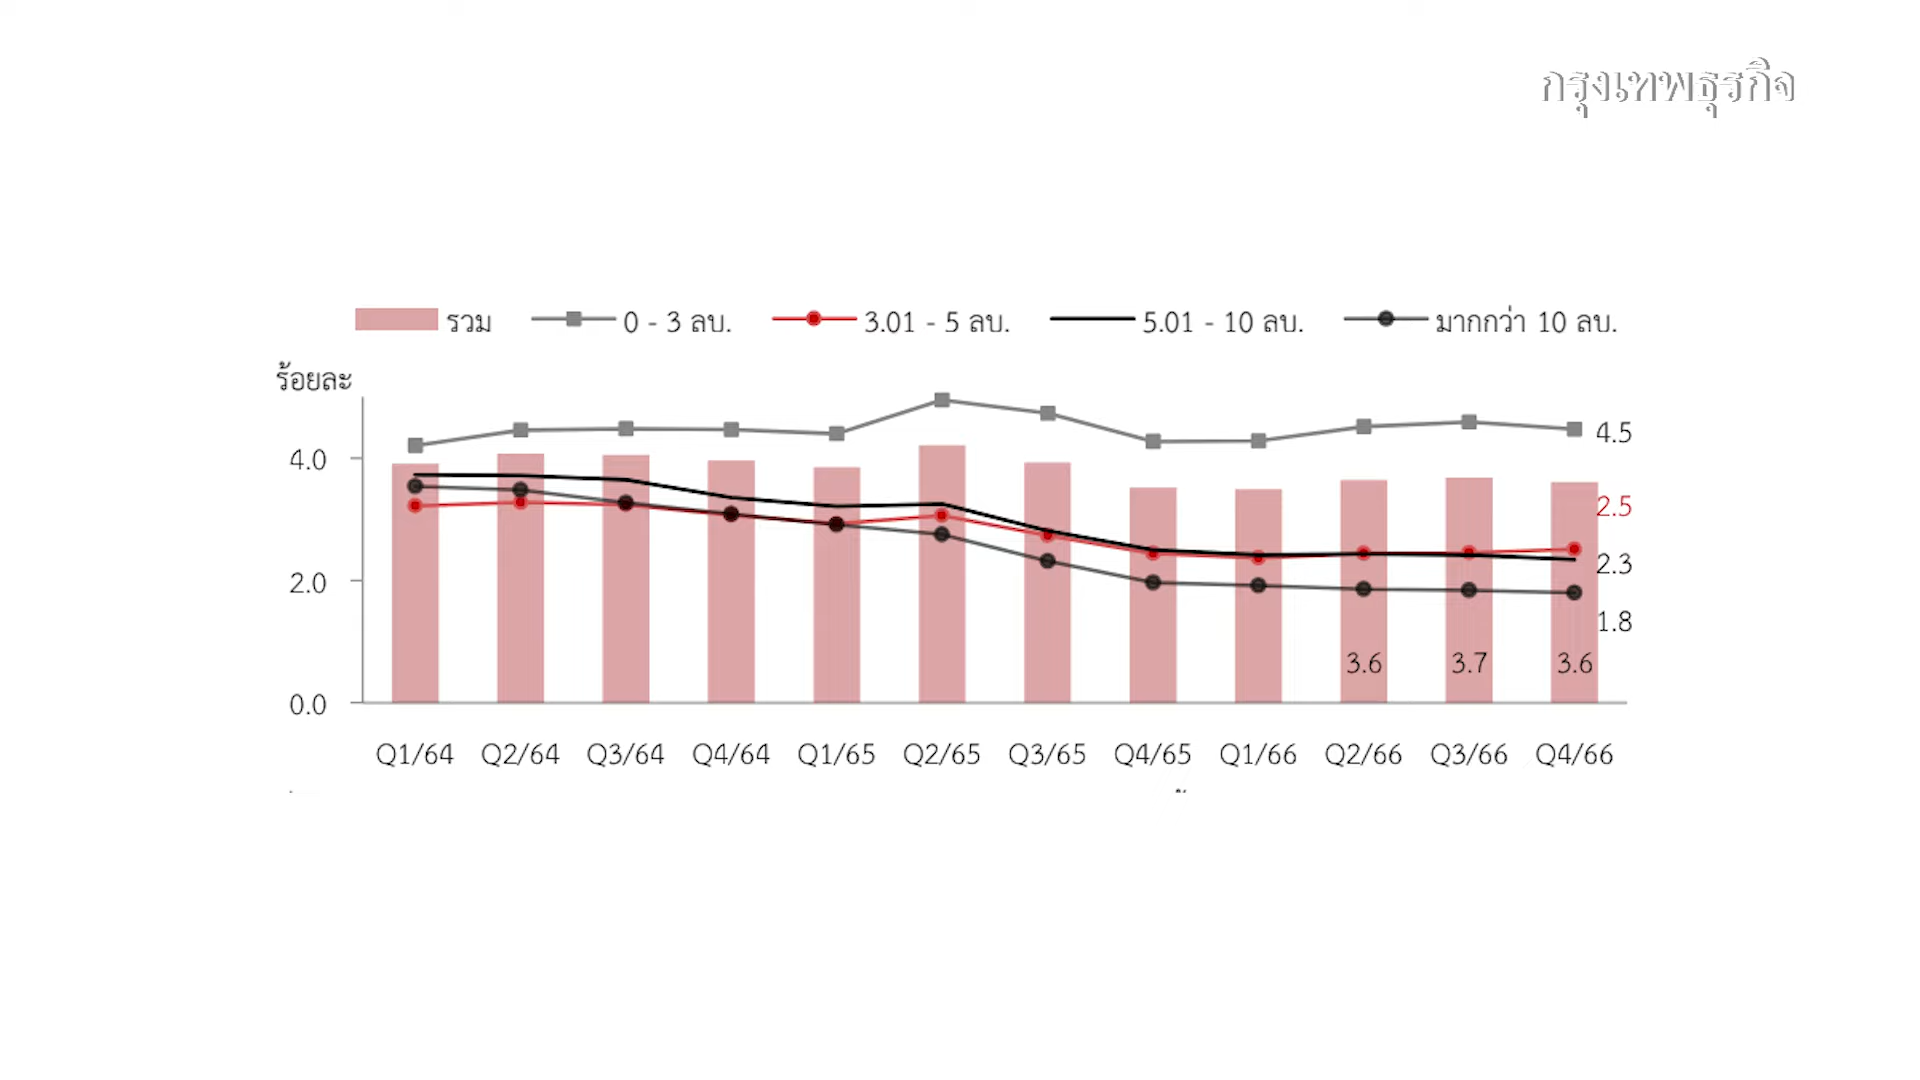 กรุงเทพธุรกิจ
รวม 0 - 3 ลบ. 3.01 - 5 ลบ. 5.01 - 10 ลบ. มากกว่า 10 ลบ.
ร้อยละ
4.5
4.0
2.5
2.3
2.0
1.8
3.6 3.7 3.6
0.0
Q1/64 Q2/64 Q3/64 Q4/64 Q1/65 Q2/65 Q3/65 Q4/65 Q1/66 Q2/66 Q3/66 Q4/66